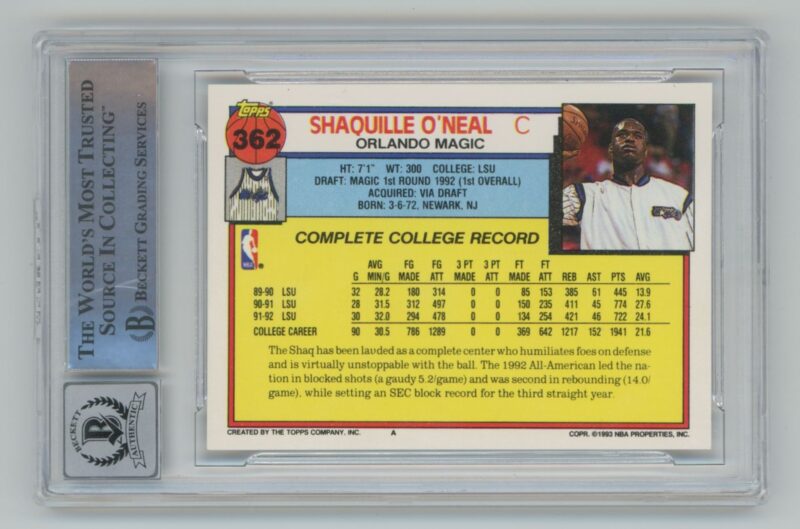 THE WORLD'S MOST TRUSTED
SOURCE IN COLLECTING™
BECKETT GRADING SERVICES
B
BECKETT
AUTHENTIC
Topps
362
SHAQUILLE O'NEAL C
ORLANDO MAGIC
HT: 7'1" WT: 300 COLLEGE: LSU
DRAFT: MAGIC 1st ROUND 1992 (1st OVERALL)
ACQUIRED: VIA DRAFT
BORN: 3-6-72, NEWARK, NJ
NBA
COMPLETE COLLEGE RECORD
AVG FG FG 3 PT 3 PT FT FT
G MIN/G MADE ATT MADE ATT MADE ATT REB AST PTS AVG
89-90 LSU 32 28.2 180 314 0 0 85 153 385 61 445 13.9
90-91 LSU 28 31.5 312 497 0 0 150 235 411 45 774 27.6
91-92 LSU 30 32.0 294 478 0 0 134 254 421 46 722 24.1
COLLEGE CAREER 90 30.5 786 1289 0 0 369 642 1217 152 1941 21.6
The Shaq has been lauded as a complete center who humiliates foes on defense
and is virtually unstoppable with the ball. The 1992 All-American led the na-
tion in blocked shots (a gaudy 5.2/game) and was second in rebounding (14.0/
game), while setting an SEC block record for the third straight year.
CREATED BY THE TOPPS COMPANY, INC. A COPR. ©1993 NBA PROPERTIES, INC.